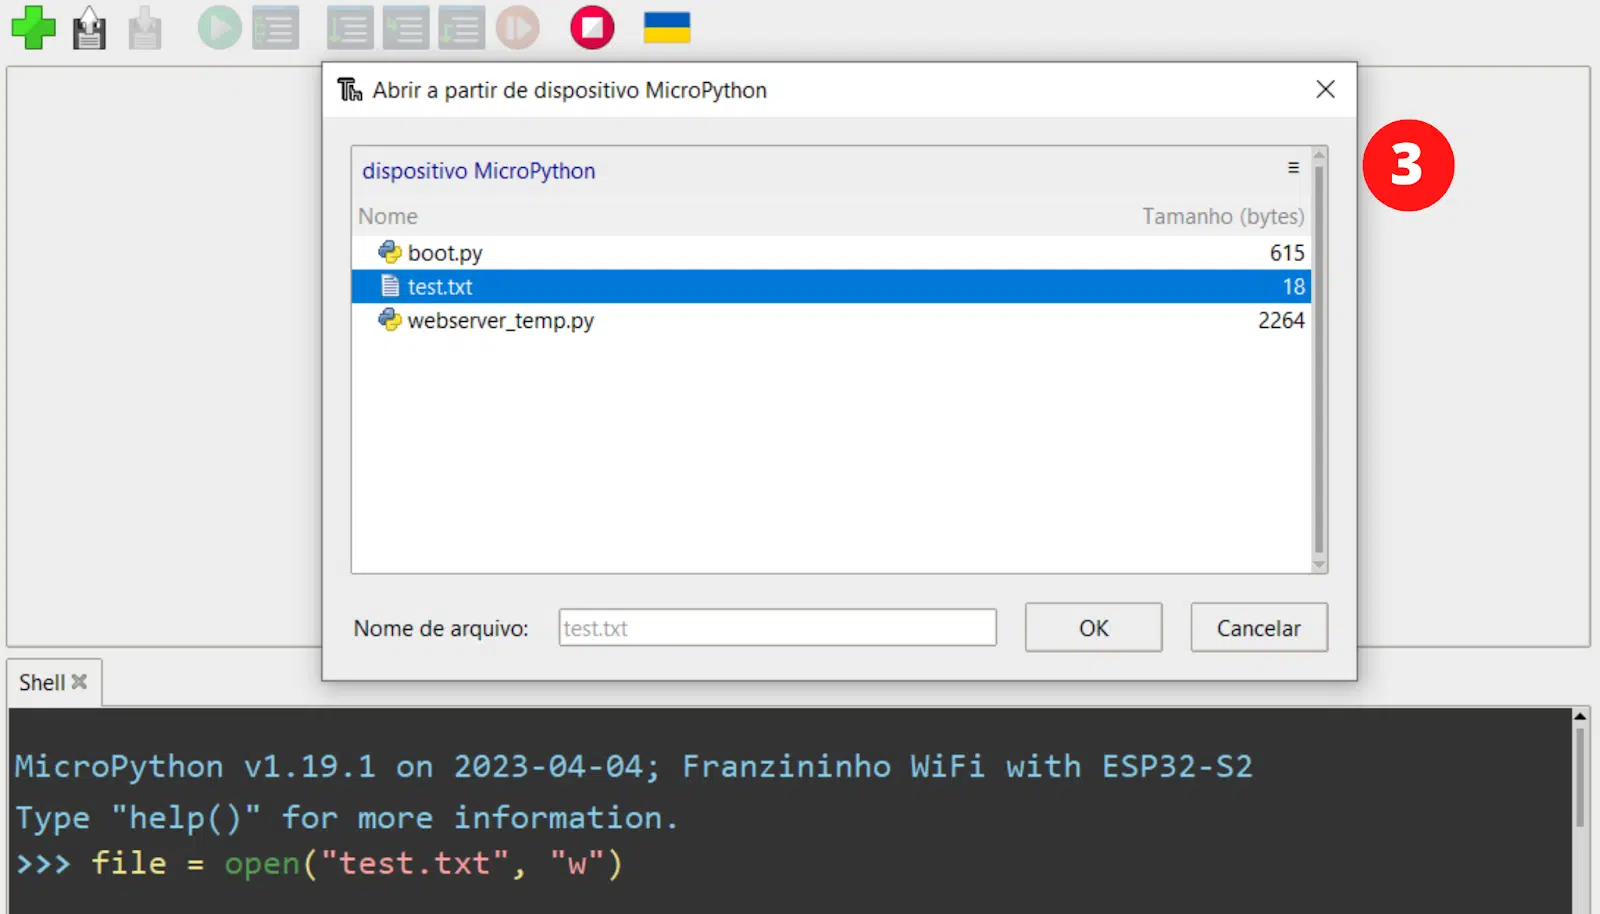 Abrir a partir de dispositivo MicroPython
3
dispositivo MicroPython
Nome Tamanho (bytes)
boot.py 615
test.txt 18
webserver_temp.py 2264
Nome de arquivo: test.txt OK Cancelar
Shell
MicroPython v1.19.1 on 2023-04-04; Franzininho WiFi with ESP32-S2
Type "help()" for more information.
>>> file = open("test.txt", "w")